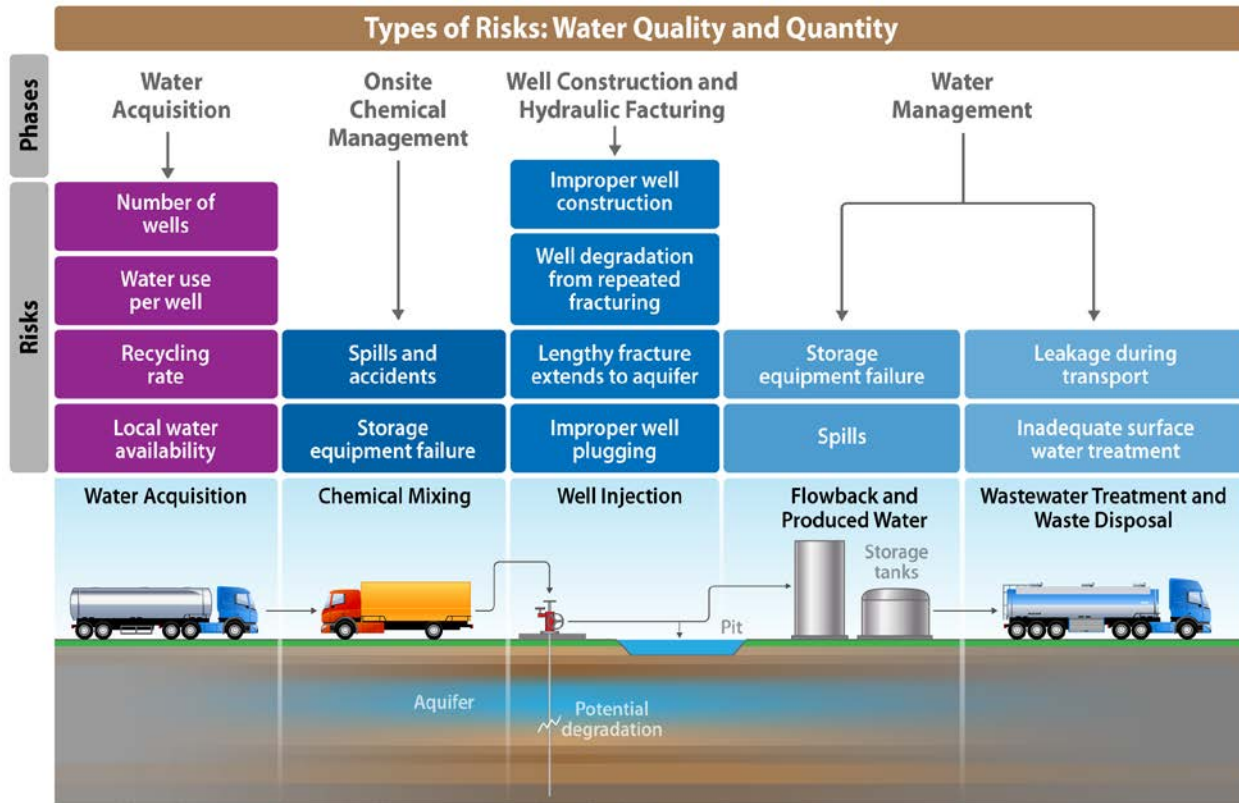 Types of Risks: Water Quality and Quantity
Phases
Water
Acquisition
Onsite
Chemical
Management
Well Construction and
Hydraulic Facturing
Water
Management
Risks
Number of
wells
Water use
per well
Recycling
rate
Local water
availability
Spills and
accidents
Storage
equipment failure
Improper well
construction
Well degradation
from repeated
fracturing
Lengthy fracture
extends to aquifer
Improper well
plugging
Storage
equipment failure
Spills
Leakage during
transport
Inadequate surface
water treatment
Water Acquisition
Chemical Mixing
Well Injection
Flowback and
Produced Water
Wastewater Treatment and
Waste Disposal
Storage
tanks
Pit
Aquifer
Potential
degradation